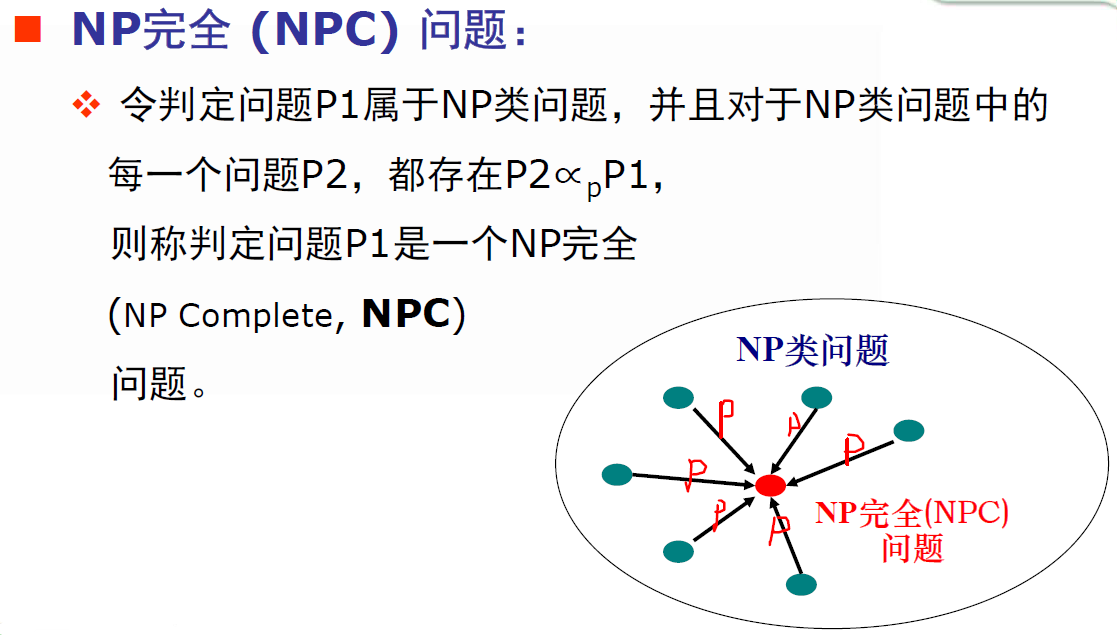 NP完全 (NPC) 问题：
令判定问题P1属于NP类问题，并且对于NP类问题中的
每一个问题P2，都存在P2∝pP1，
则称判定问题P1是一个NP完全
(NP Complete, NPC)
问题。
NP类问题
p
p
p
p
p
p
NP完全(NPC)
问题